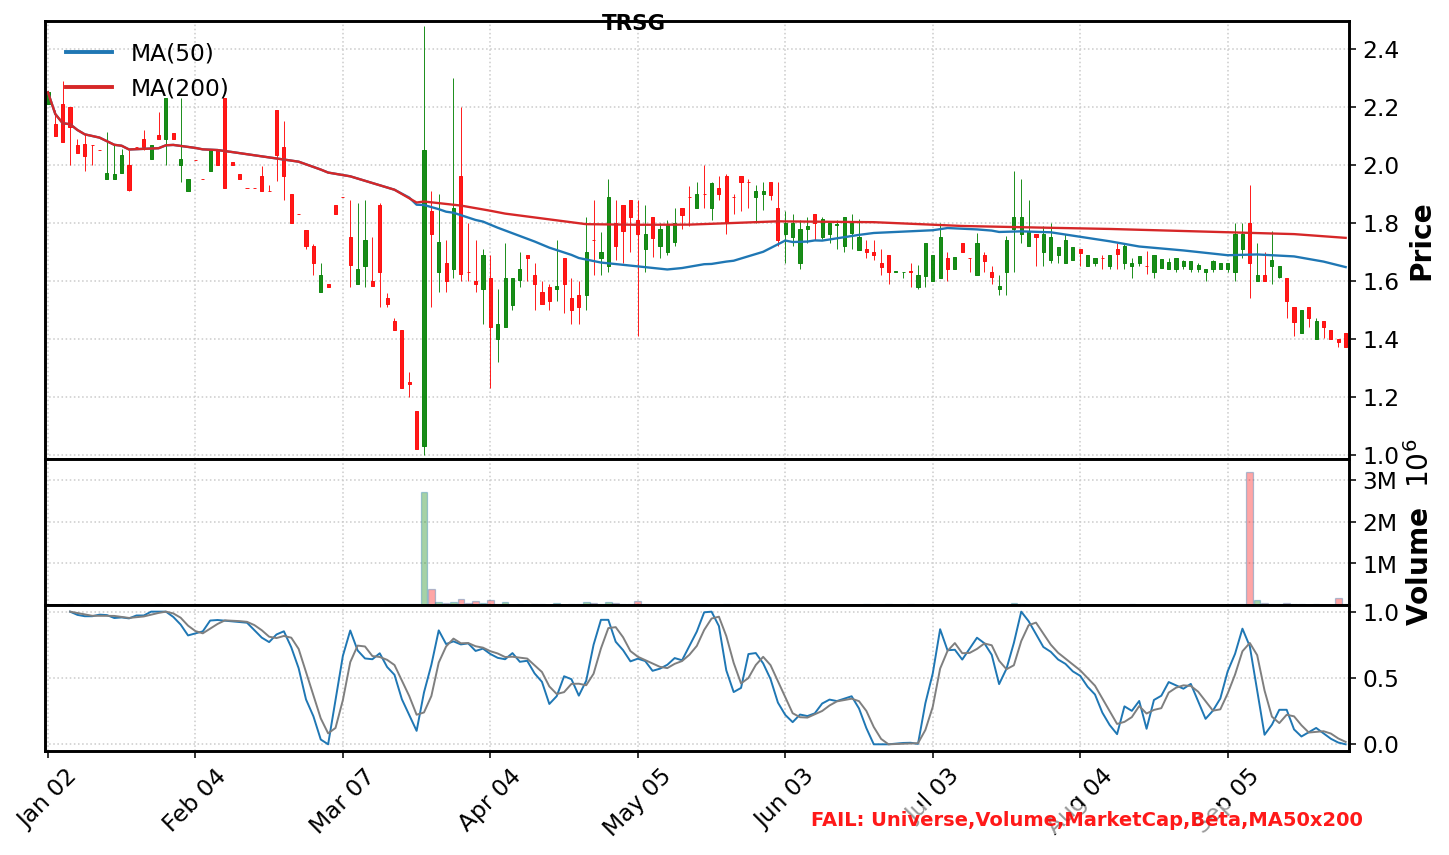 TRSG
MA(50)
MA(200)
2.4
2.2
2.0
1.8
1.6
1.4
1.2
1.0
Price
3M
2M
1M
Volume 10^6
1.0
0.5
0.0
Jan 02
Feb 04
Mar 07
Apr 04
May 05
Jun 03
Jul 03
Aug 04
Sep 05
FAIL: Universe,Volume,MarketCap,Beta,MA50x200